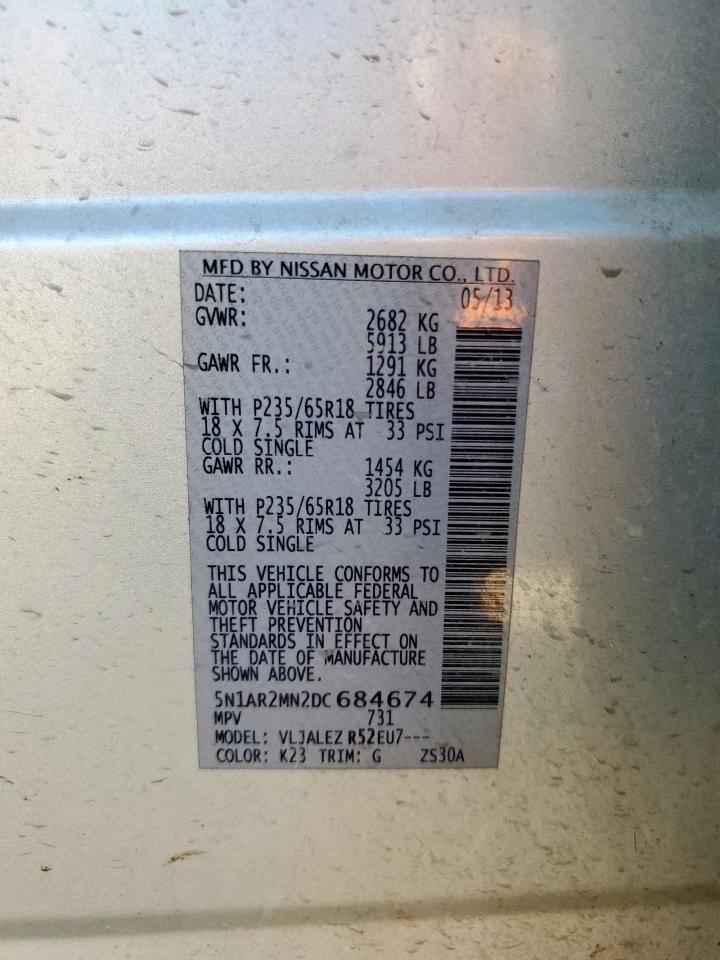 MFD BY NISSAN MOTOR CO., LTD.
DATE: 05/13
GVWR: 2682 KG
5913 LB
GAWR FR.: 1291 KG
2846 LB
WITH P235/65R18 TIRES
18 X 7.5 RIMS AT 33 PSI
COLD SINGLE
GAWR RR.: 1454 KG
3205 LB
WITH P235/65R18 TIRES
18 X 7.5 RIMS AT 33 PSI
COLD SINGLE
THIS VEHICLE CONFORMS TO
ALL APPLICABLE FEDERAL
MOTOR VEHICLE SAFETY AND
THEFT PREVENTION
STANDARDS IN EFFECT ON
THE DATE OF MANUFACTURE
SHOWN ABOVE.
5N1AR2MN2DC684674
MPV 731
MODEL: VLJALEZ R52EU7---
COLOR: K23 TRIM: G ZS30A